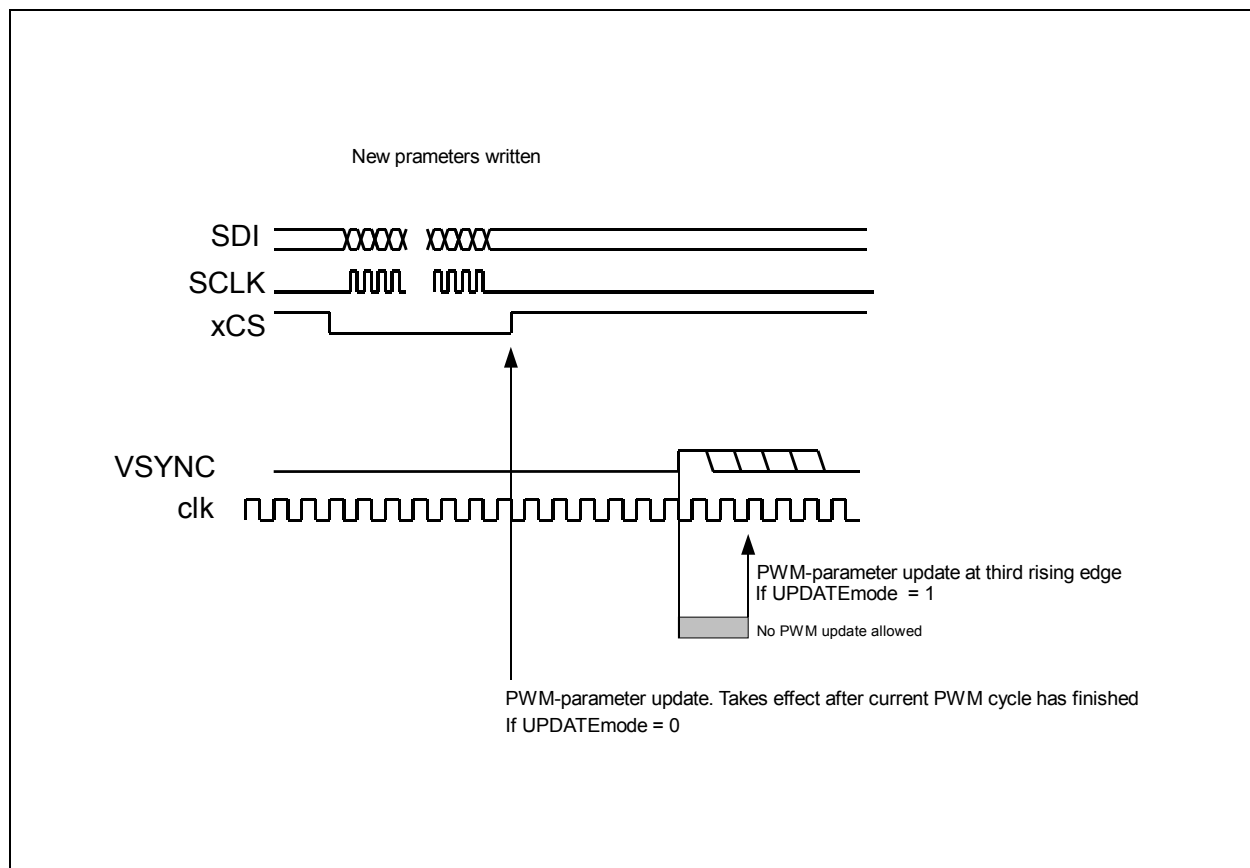 New prameters written
SDI
SCLK
xCS
VSYNC
clk
PWM-parameter update at third rising edge
If UPDATEmode = 1
No PWM update allowed
PWM-parameter update. Takes effect after current PWM cycle has finished
If UPDATEmode = 0